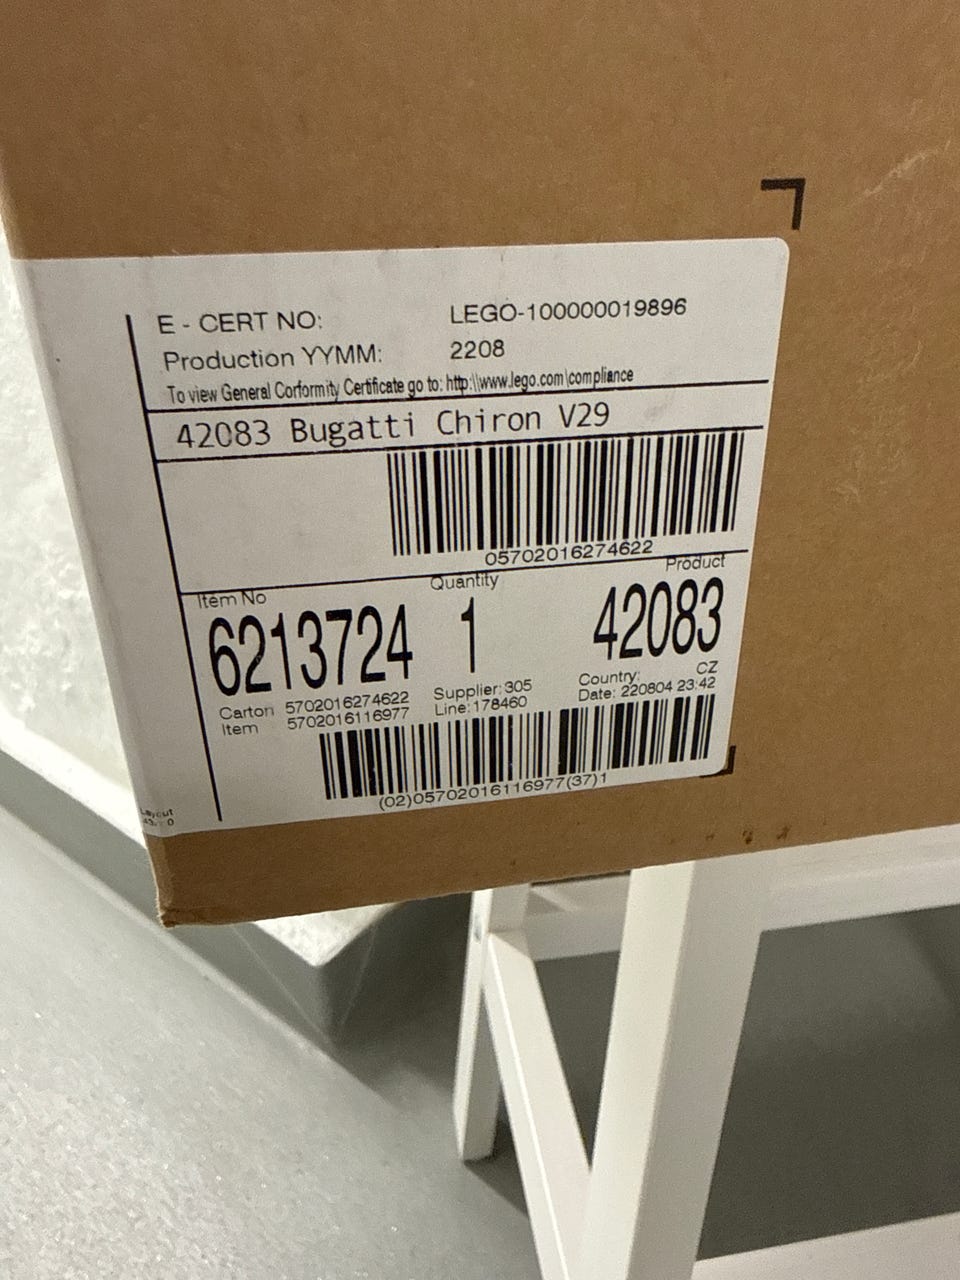 E - CERT NO: LEGO-100000019896
Production YYMM: 2208
To view General Corformity Certificate go to: http:\\www.lego.com\compliance
42083 Bugatti Chiron V29
05702016274622
Item No Quantity Product
6213724 1 42083
Carton 5702016274622 Supplier: 305 Country: CZ
Item 5702016116977 Line: 178460 Date: 220804 23:42
(02)05702016116977(37)1
Layout